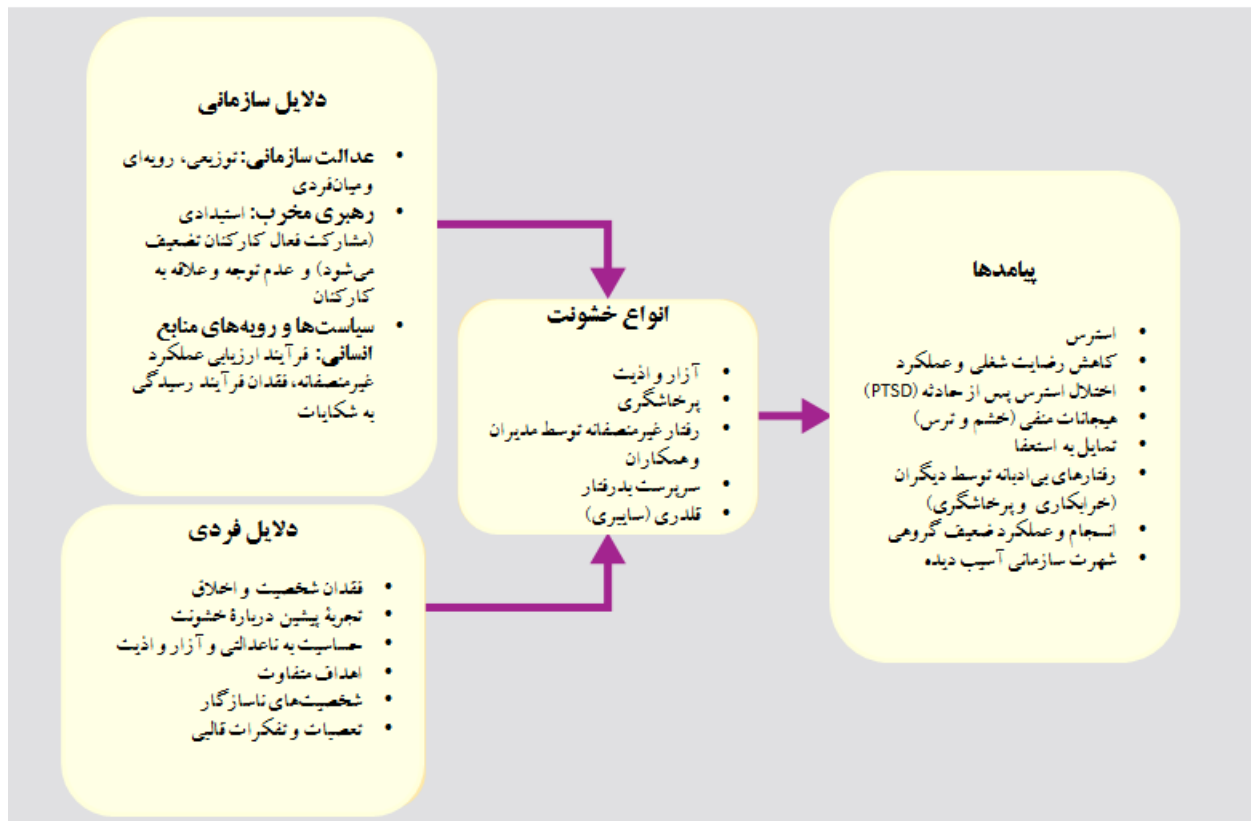 دلایل سازمانی
• عدالت سازمانی: توزیعی، رویه‌ای
و میان‌فردی
• رهبری مخرب: استبدادی
(مشارکت فعال کارکنان تضعیف
می‌شود) و عدم توجه و علاقه به
کارکنان
• سیاست‌ها و رویه‌های منابع
انسانی: فرآیند ارزیابی عملکرد
غیرمنصفانه، فقدان فرآیند رسیدگی
به شکایات
دلایل فردی
• فقدان شخصیت و اخلاق
• تجربهٔ پیشین دربارهٔ خشونت
• حساسیت به ناعدالتی و آزار و اذیت
• اهداف متفاوت
• شخصیت‌های ناسازگار
• تعصبات و تفکرات قالبی
انواع خشونت
• آزار و اذیت
• پرخاشگری
• رفتار غیرمنصفانه توسط مدیران
و همکاران
• سرپرست بدرفتار
• قلدری (سایبری)
پیامدها
• استرس
• کاهش رضایت شغلی و عملکرد
• اختلال استرس پس از حادثه (PTSD)
• هیجانات منفی (خشم و ترس)
• تمایل به استعفا
• رفتارهای بی‌ادبانه توسط دیگران
(خرابکاری و پرخاشگری)
• انسجام و عملکرد ضعیف گروهی
• شهرت سازمانی آسیب دیده